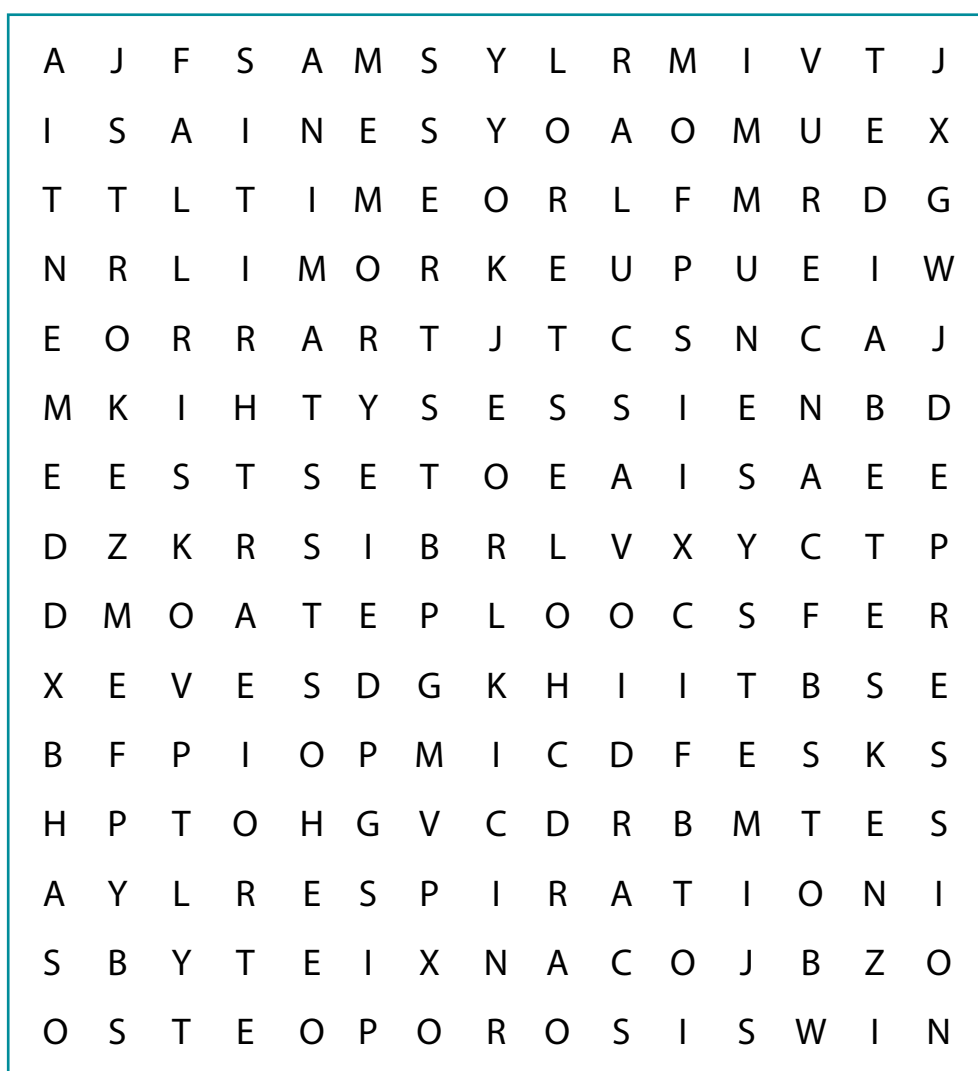 A J F S A M S Y L R M I V T J
I S A I N E S Y O A O M U E X
T T L T I M E O R L F M R D G
N R L I M O R K E U P U E I W
E O R R A R T J T C S N C A J
M K I H T Y S E S S I E N B D
E E S T S E T O E A I S A E E
D Z K R S I B R L V X Y C T P
D M O A T E P L O O C S F E R
X E V E S D G K H I I T B S E
B F P I O P M I C D F E S K S
H P T O H G V C D R B M T E S
A Y L R E S P I R A T I O N I
S B Y T E I X N A C O J B Z O
O S T E O P O R O S I S W I N